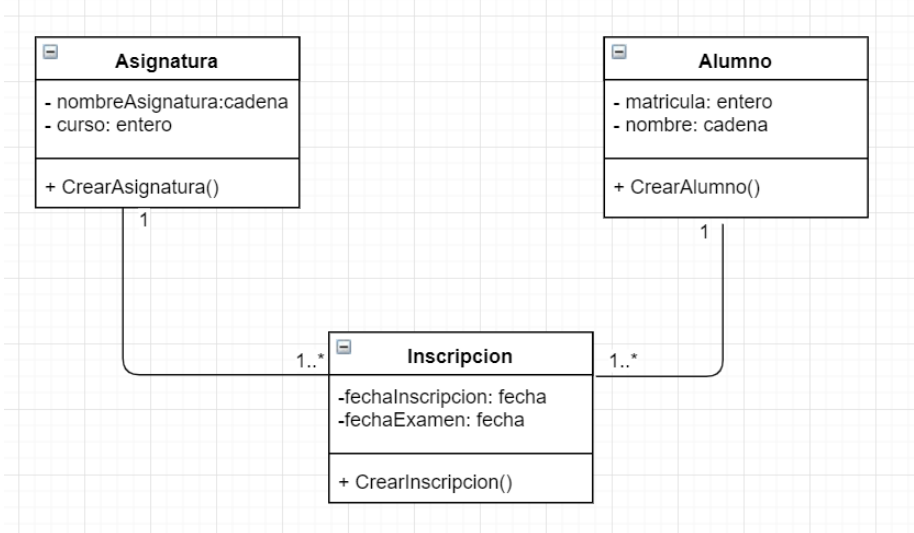 Asignatura
- nombreAsignatura:cadena
- curso: entero
+ CrearAsignatura()
1
Alumno
- matricula: entero
- nombre: cadena
+ CrearAlumno()
1
1..*
Inscripcion
-fechaInscripcion: fecha
-fechaExamen: fecha
+ CrearInscripcion()
1..*